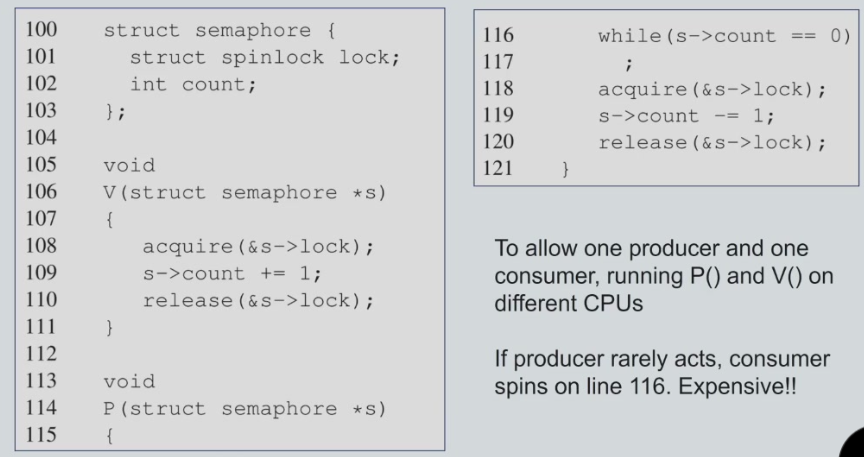 100 struct semaphore {
101 struct spinlock lock;
102 int count;
103 };
104
105 void
106 V(struct semaphore *s)
107 {
108 acquire(&s->lock);
109 s->count += 1;
110 release(&s->lock);
111 }
112
113 void
114 P(struct semaphore *s)
115 {
116 while(s->count == 0)
117 ;
118 acquire(&s->lock);
119 s->count -= 1;
120 release(&s->lock);
121 }
To allow one producer and one
consumer, running P() and V() on
different CPUs
If producer rarely acts, consumer
spins on line 116. Expensive!!